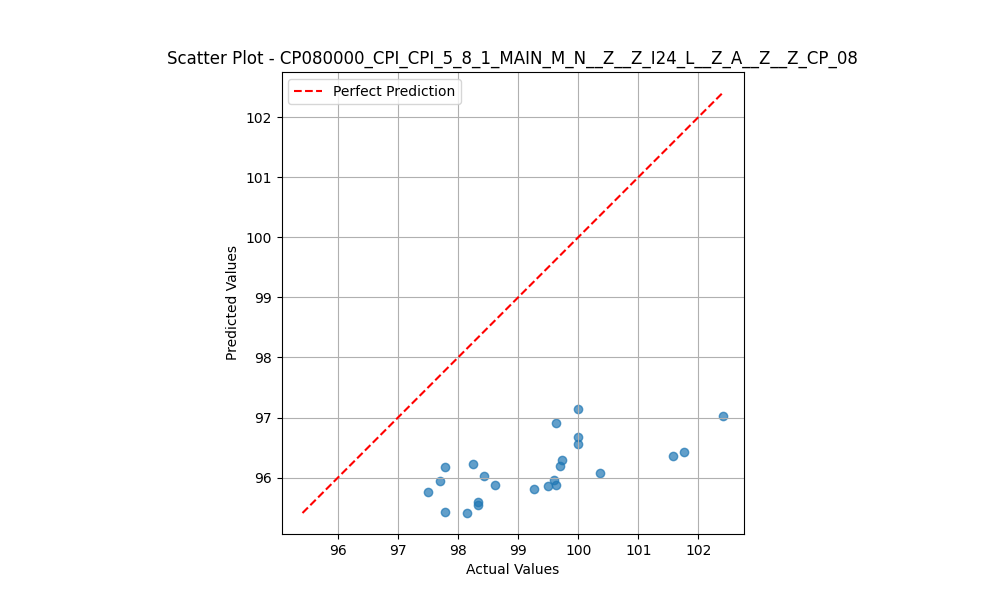 Scatter Plot - CP080000_CPI_CPI_5_8_1_MAIN_M_N__Z__Z_I24_L__Z_A__Z__Z_CP_08
Perfect Prediction
102
101
100
99
98
97
96
Predicted Values
96 97 98 99 100 101 102
Actual Values